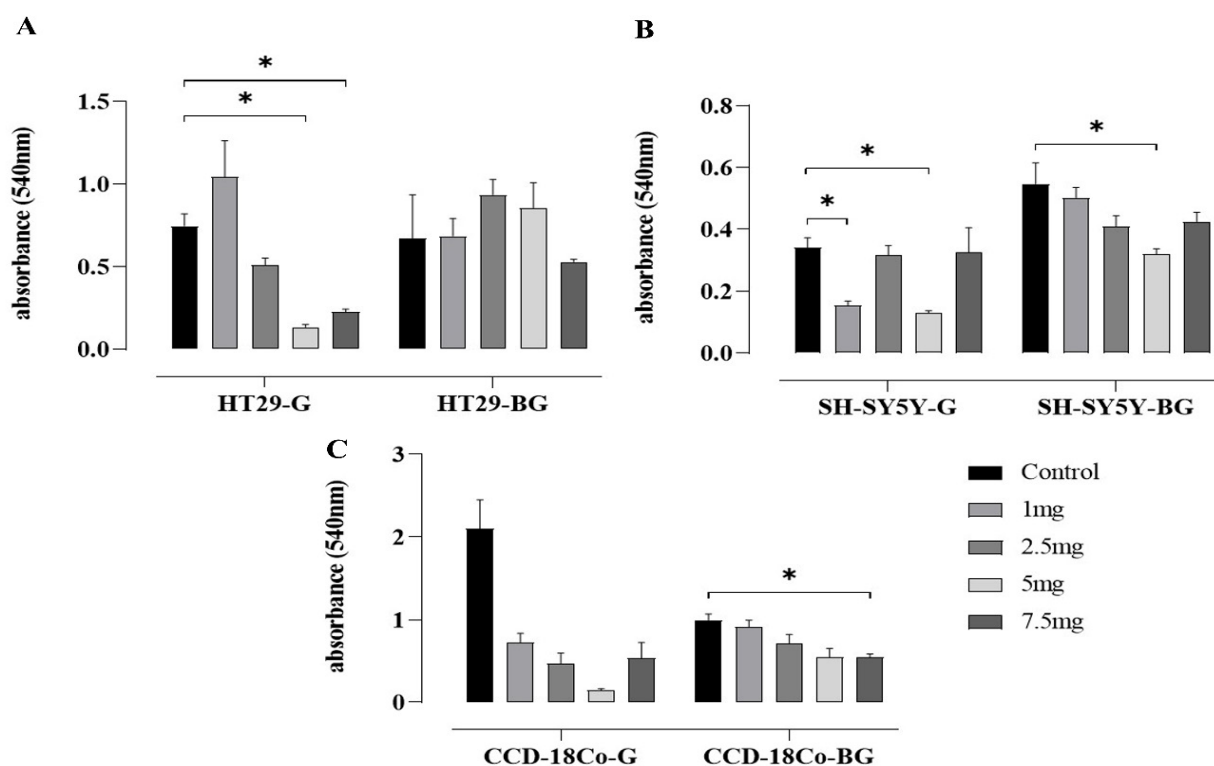 A
absorbance (540nm)
1.5
1.0
0.5
0.0
*
*
HT29-G
HT29-BG
B
absorbance (540nm)
0.8
0.6
0.4
0.2
0.0
*
*
*
SH-SY5Y-G
SH-SY5Y-BG
C
absorbance (540nm)
3
2
1
0
*
CCD-18Co-G
CCD-18Co-BG
Control
1mg
2.5mg
5mg
7.5mg